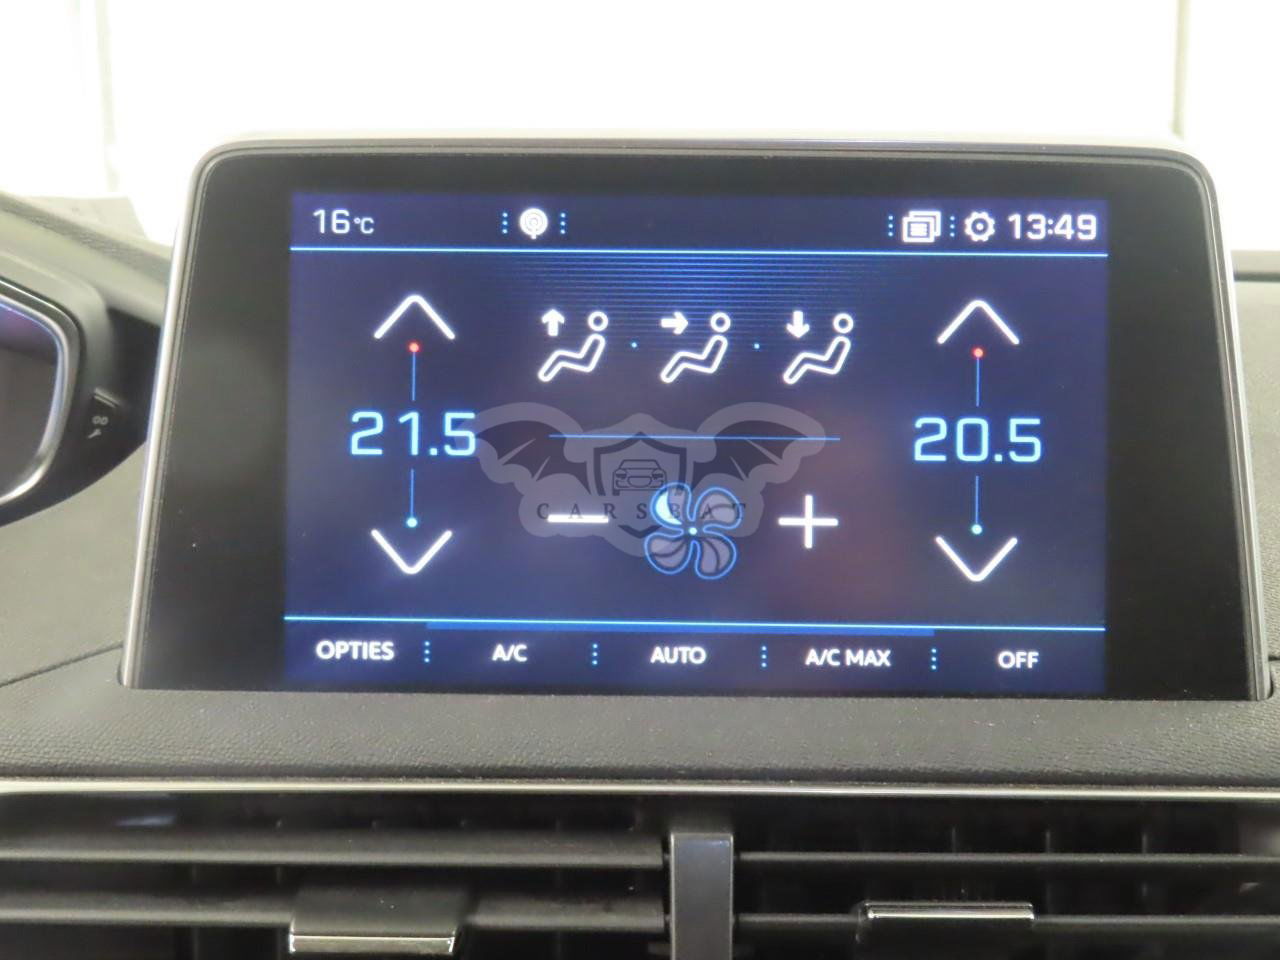 16°C
13:49
21.5
20.5
CARSBAT
OPTIES A/C AUTO A/C MAX OFF